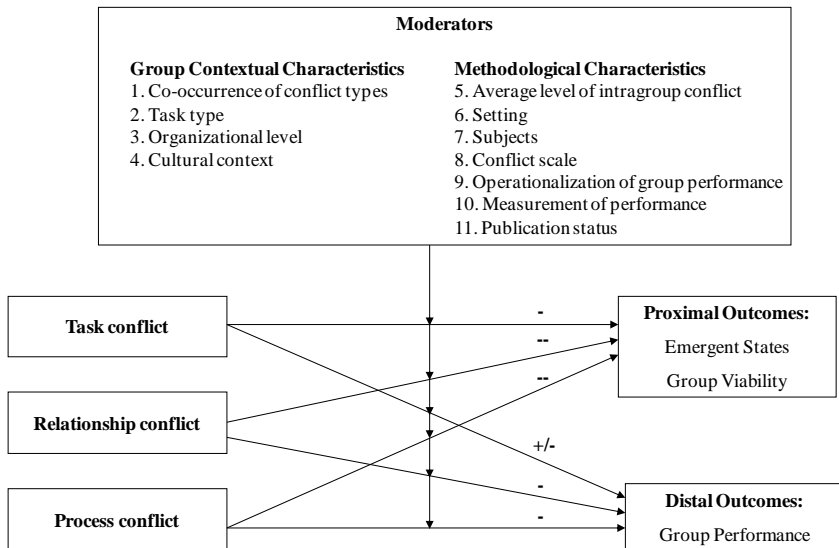 Moderators
Group Contextual Characteristics
1. Co-occurrence of conflict types
2. Task type
3. Organizational level
4. Cultural context
Methodological Characteristics
5. Average level of intragroup conflict
6. Setting
7. Subjects
8. Conflict scale
9. Operationalization of group performance
10. Measurement of performance
11. Publication status
Task conflict
Relationship conflict
Process conflict
-
--
--
+/-
-
-
Proximal Outcomes:
Emergent States
Group Viability
Distal Outcomes:
Group Performance